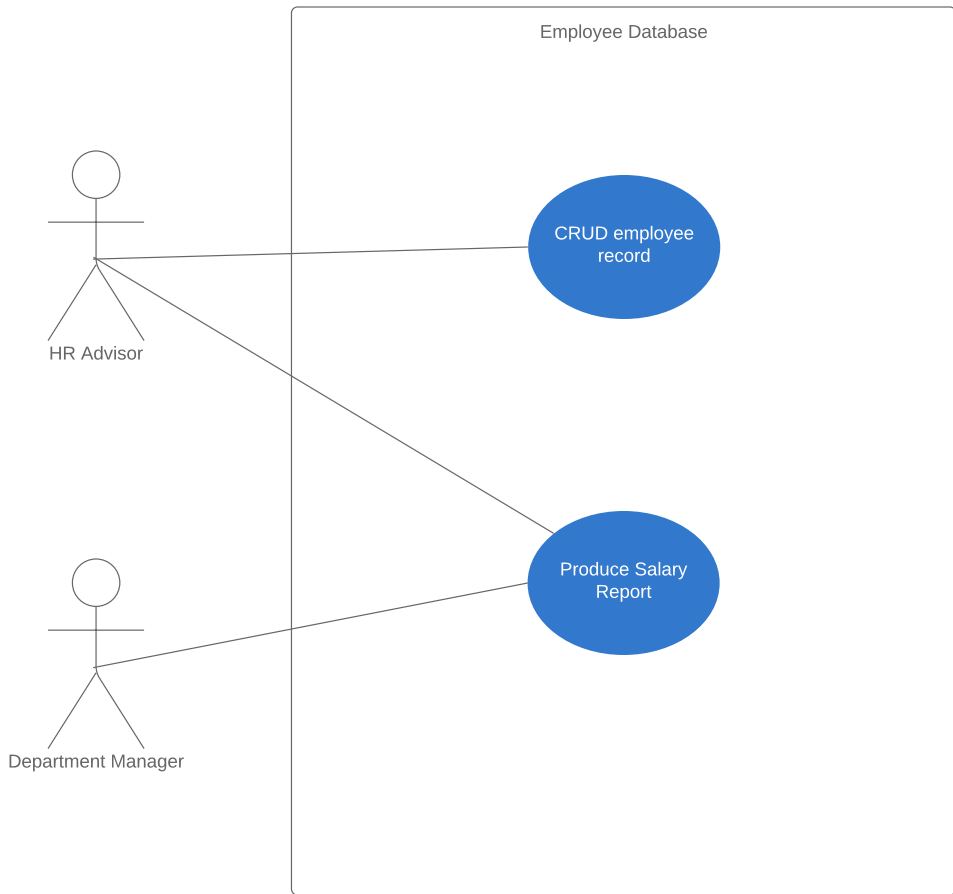 Employee Database
CRUD employee
record
HR Advisor
Produce Salary
Report
Department Manager